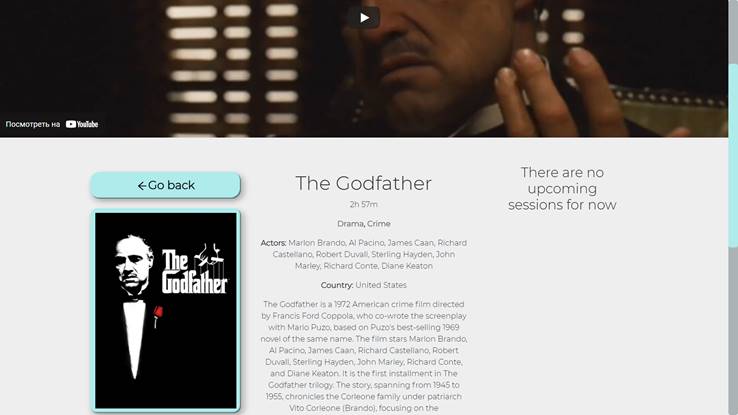 Посмотреть на YouTube
Go back
The Godfather
2h 57m
Drama, Crime
Actors: Marlon Brando, Al Pacino, James Caan, Richard
Castellano, Robert Duvall, Sterling Hayden, John
Marley, Richard Conte, Diane Keaton
Country: United States
The Godfather is a 1972 American crime film directed
by Francis Ford Coppola, who co-wrote the screenplay
with Mario Puzo, based on Puzo's best-selling 1969
novel of the same name. The film stars Marlon Brando,
Al Pacino, James Caan, Richard Castellano, Robert
Duvall, Sterling Hayden, John Marley, Richard Conte,
and Diane Keaton. It is the first installment in The
Godfather trilogy. The story, spanning from 1945 to
1955, chronicles the Corleone family under patriarch
Vito Corleone (Brando), focusing on the
There are no
upcoming
sessions for now
The
Godfather